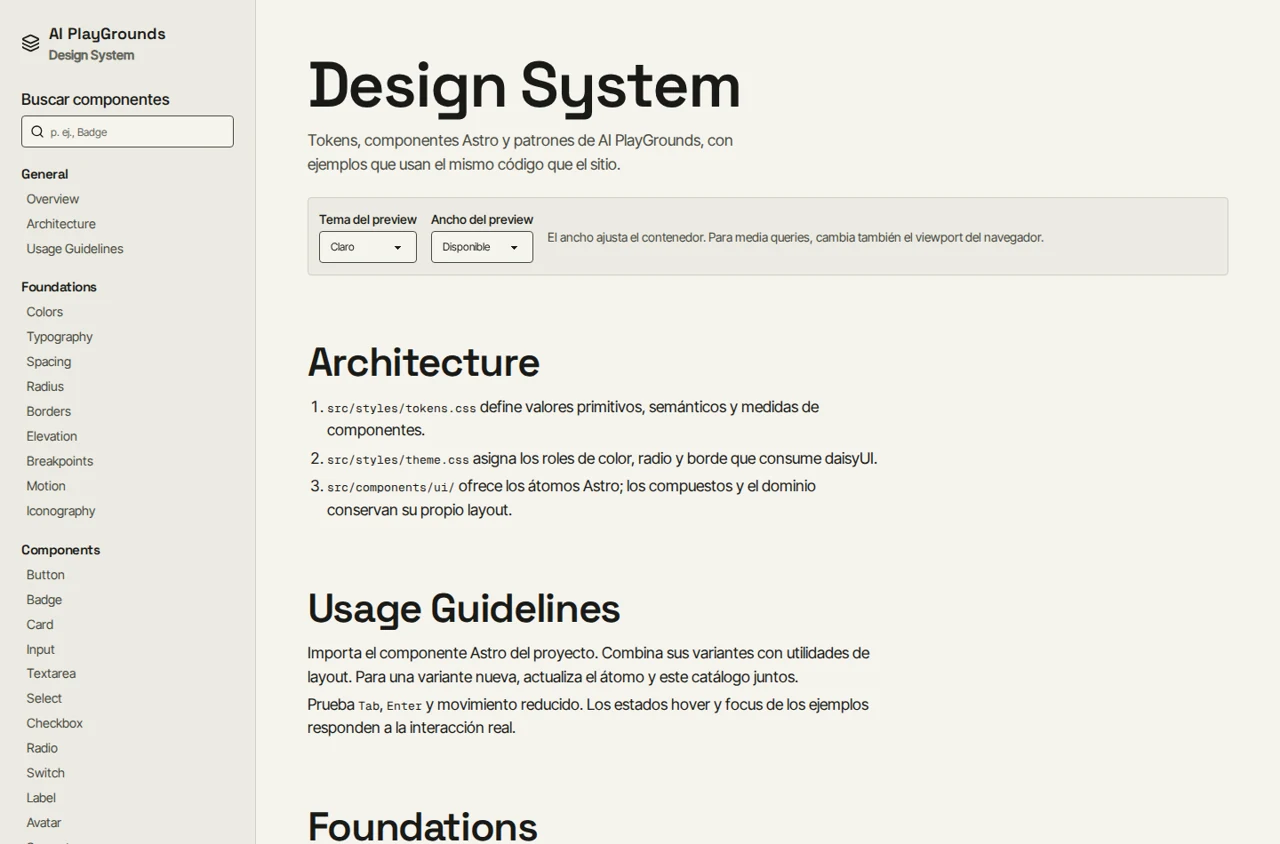 AI PlayGrounds
Design System
Buscar componentes
p. ej., Badge
General
Overview
Architecture
Usage Guidelines
Foundations
Colors
Typography
Spacing
Radius
Borders
Elevation
Breakpoints
Motion
Iconography
Components
Button
Badge
Card
Input
Textarea
Select
Checkbox
Radio
Switch
Label
Avatar
Design System
Tokens, componentes Astro y patrones de AI PlayGrounds, con
ejemplos que usan el mismo código que el sitio.
Tema del preview
Claro
Ancho del preview
Disponible
El ancho ajusta el contenedor. Para media queries, cambia también el viewport del navegador.
Architecture
1. src/styles/tokens.css define valores primitivos, semánticos y medidas de
componentes.
2. src/styles/theme.css asigna los roles de color, radio y borde que consume daisyUI.
3. src/components/ui/ ofrece los átomos Astro; los compuestos y el dominio
conservan su propio layout.
Usage Guidelines
Importa el componente Astro del proyecto. Combina sus variantes con utilidades de
layout. Para una variante nueva, actualiza el átomo y este catálogo juntos.
Prueba Tab, Enter y movimiento reducido. Los estados hover y focus de los ejemplos
responden a la interacción real.
Foundations